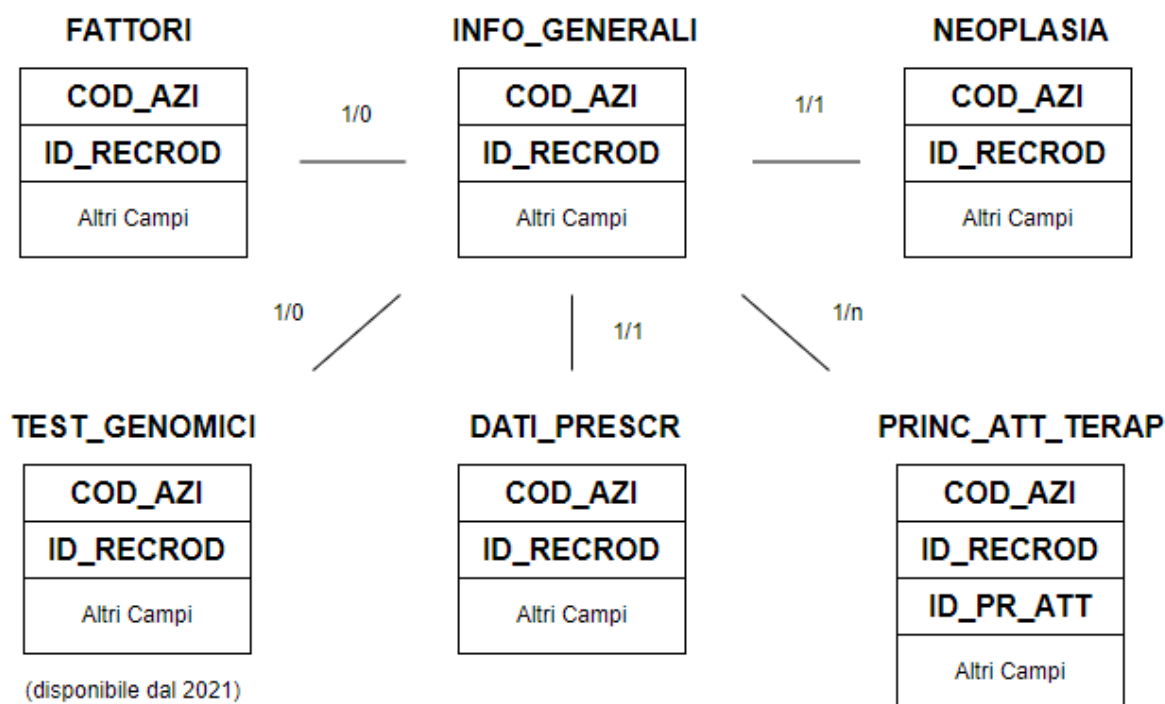 FATTORI
COD_AZI
ID_RECROD
Altri Campi
1/0
INFO_GENERALI
COD_AZI
ID_RECROD
Altri Campi
1/1
NEOPLASIA
COD_AZI
ID_RECROD
Altri Campi
1/0
1/1
1/n
TEST_GENOMICI
COD_AZI
ID_RECROD
Altri Campi
(disponibile dal 2021)
DATI_PRESCR
COD_AZI
ID_RECROD
Altri Campi
PRINC_ATT_TERAP
COD_AZI
ID_RECROD
ID_PR_ATT
Altri Campi